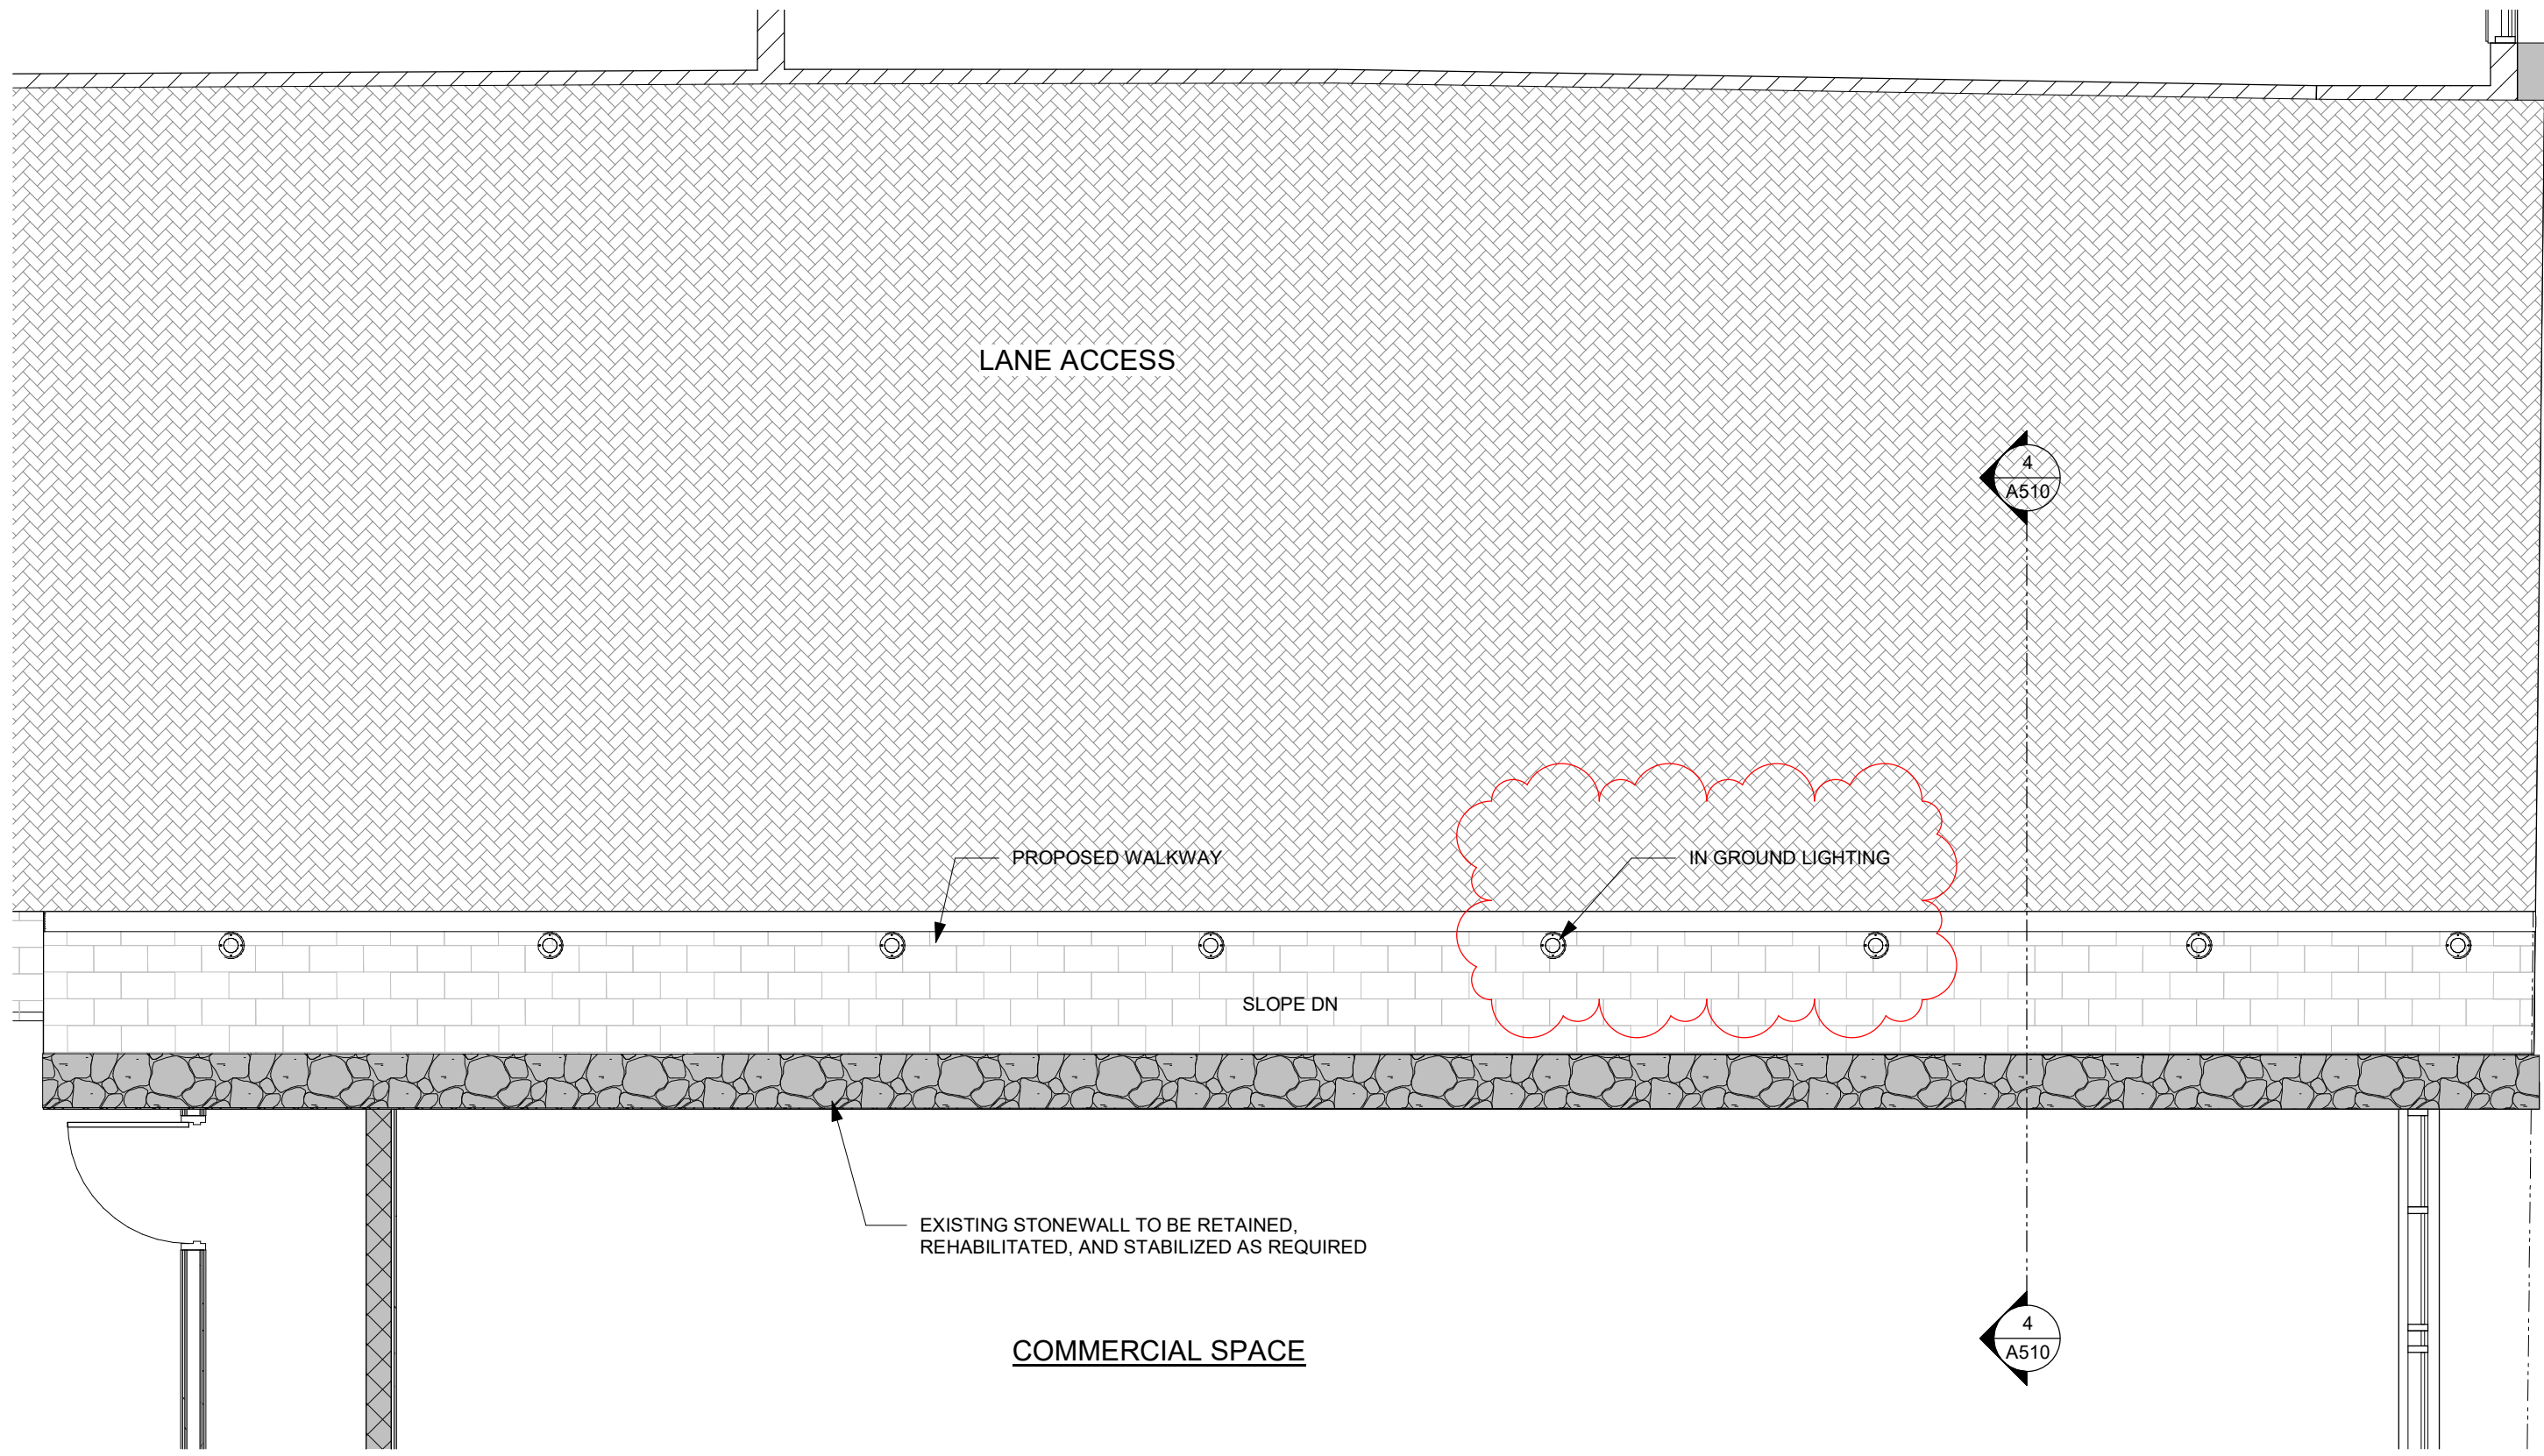 LANE ACCESS
4
A510
PROPOSED WALKWAY
IN GROUND LIGHTING
SLOPE DN
EXISTING STONEWALL TO BE RETAINED,
REHABILITATED, AND STABILIZED AS REQUIRED
4
A510
COMMERCIAL SPACE